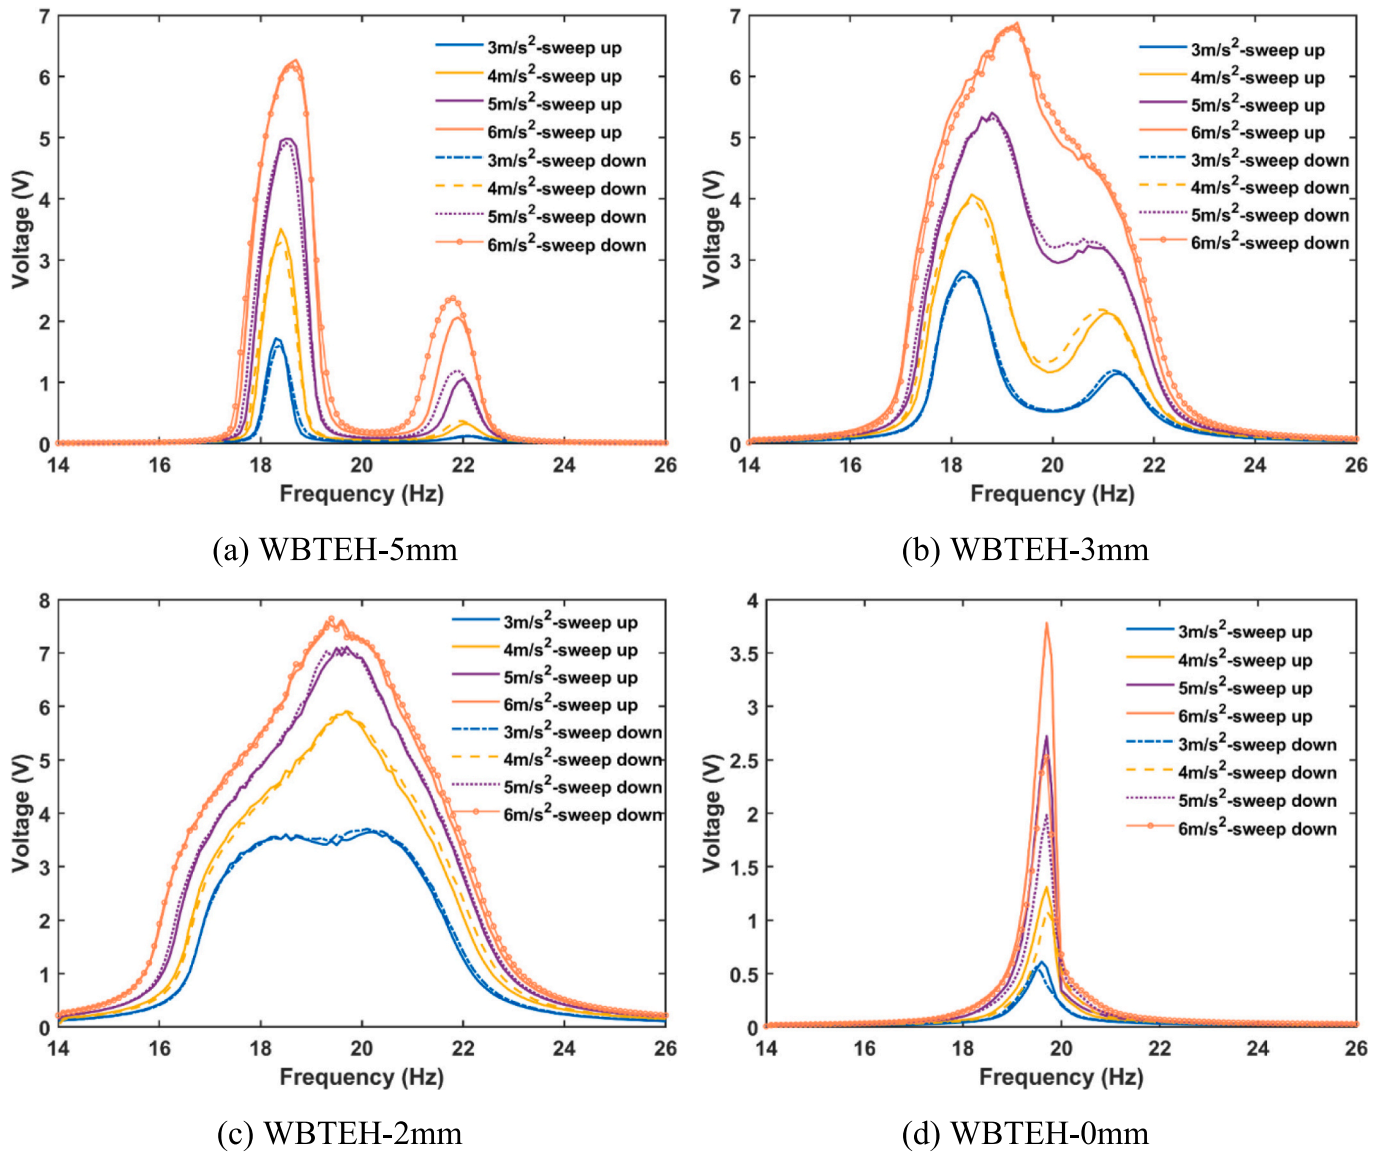 7
6
5
4
3
2
1
0
Voltage (V)
3m/s²-sweep up
4m/s²-sweep up
5m/s²-sweep up
6m/s²-sweep up
3m/s²-sweep down
4m/s²-sweep down
5m/s²-sweep down
6m/s²-sweep down
14 16 18 20 22 24 26
Frequency (Hz)
(a) WBTEH-5mm
7
6
5
4
3
2
1
0
Voltage (V)
3m/s²-sweep up
4m/s²-sweep up
5m/s²-sweep up
6m/s²-sweep up
3m/s²-sweep down
4m/s²-sweep down
5m/s²-sweep down
6m/s²-sweep down
14 16 18 20 22 24 26
Frequency (Hz)
(b) WBTEH-3mm
8
7
6
5
4
3
2
1
0
Voltage (V)
3m/s²-sweep up
4m/s²-sweep up
5m/s²-sweep up
6m/s²-sweep up
3m/s²-sweep down
4m/s²-sweep down
5m/s²-sweep down
6m/s²-sweep down
14 16 18 20 22 24 26
Frequency (Hz)
(c) WBTEH-2mm
4
3.5
3
2.5
2
1.5
1
0.5
0
Voltage (V)
3m/s²-sweep up
4m/s²-sweep up
5m/s²-sweep up
6m/s²-sweep up
3m/s²-sweep down
4m/s²-sweep down
5m/s²-sweep down
6m/s²-sweep down
14 16 18 20 22 24 26
Frequency (Hz)
(d) WBTEH-0mm